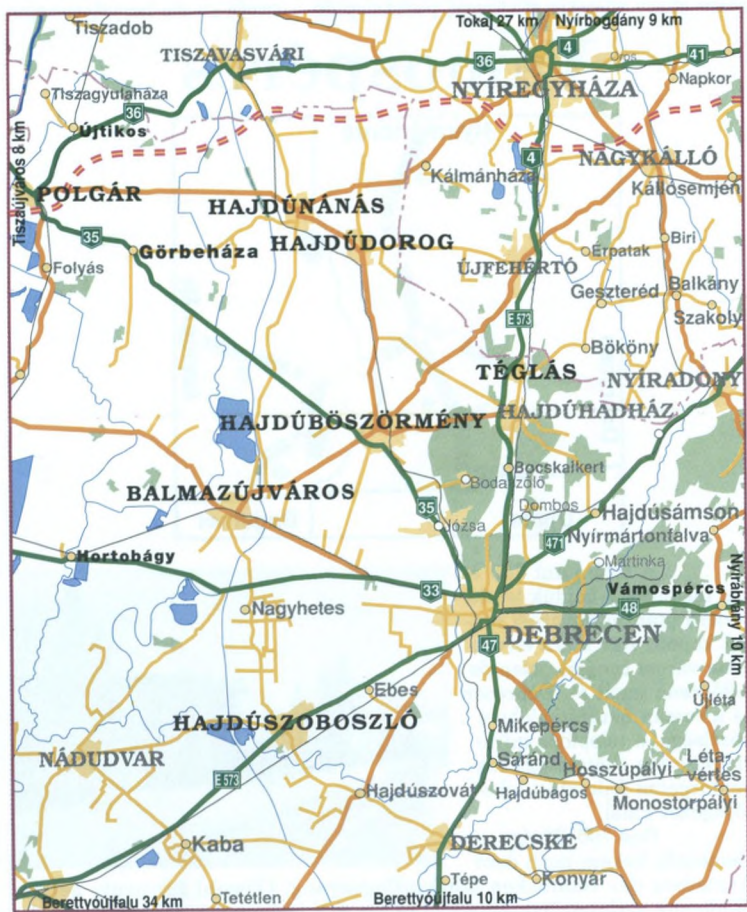 Tokaj 27 km
Nyírbogdány 9 km
Tiszadob
TISZAVASVÁRI
36
4
41
Napkor
NYÍREGYHÁZA
Tiszagyulaháza
36
Újtikos
Tiszaújváros 8 km
4
NAGYKÁLLÓ
Kálmánháza
Kállósemjén
POLGÁR
HAJDÚNÁNÁS
35
HAJDÚDOROG
Görbeháza
Biri
Érpatak
Folyás
ÚJFEHÉRTÓ
Geszteréd
Balkány
Szakoly
E 573
Bököny
TÉGLÁS
NYÍRADONY
HAJDÚBÖSZÖRMÉNY
HAJDÚHADHÁZ
Bocskaikert
Bodaszőlő
BALMAZÚJVÁROS
35
Dombos
Hajdúsámson
Józsa
Nyírmártonfalva
471
Hortobágy
Martinka
Nyírábrány 10 km
33
Vámospércs
48
Nagyhetes
DEBRECEN
47
Ebes
Újléta
HAJDÚSZOBOSZLÓ
Mikepércs
NÁDUDVAR
Sáránd
Létavértes
Hosszúpályi
E 573
Hajdúszovát
Hajdúbagos
Monostorpályi
Kaba
DERECSKE
Tépe
Konyár
Berettyóújfalu 34 km
Tetétlen
Berettyóújfalu 10 km